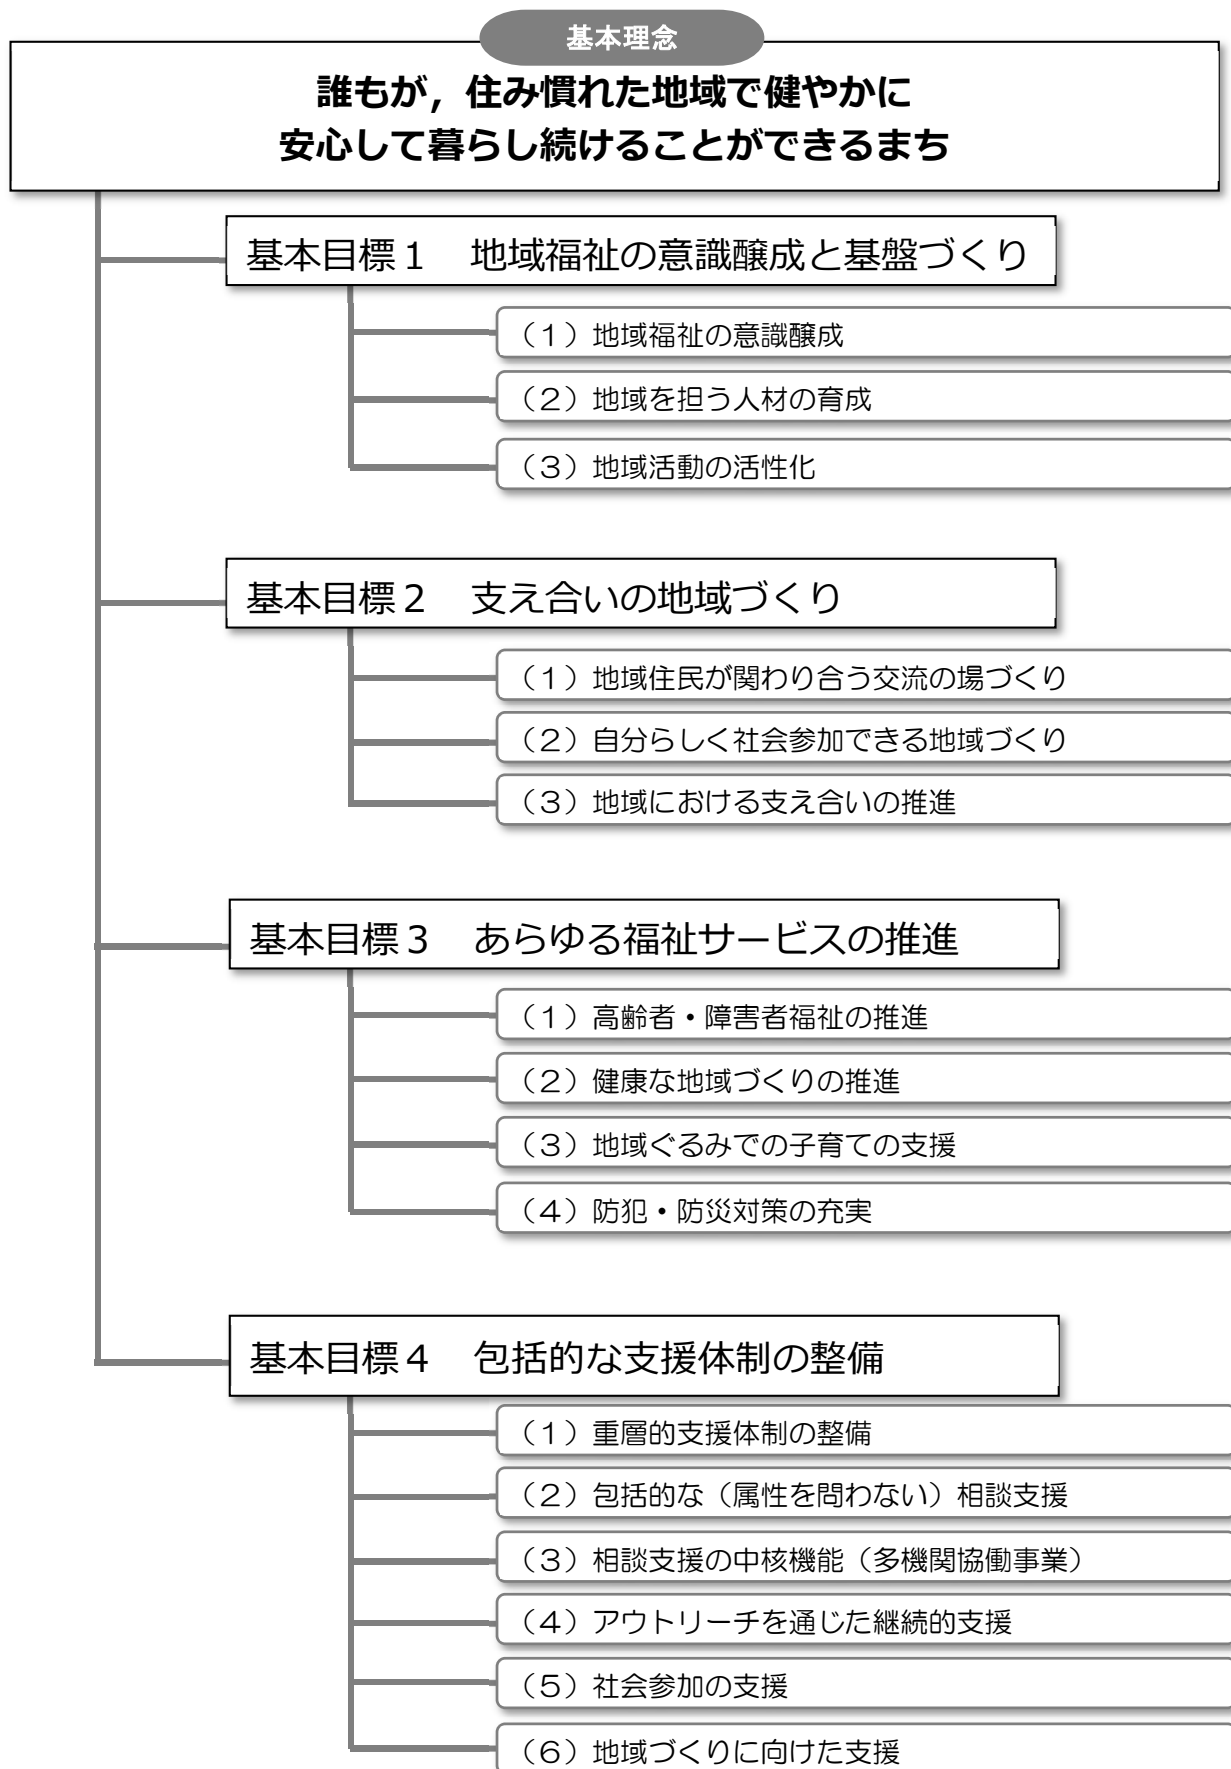 基本理念
誰もが，住み慣れた地域で健やかに
安心して暮らし続けることができるまち
基本目標１　地域福祉の意識醸成と基盤づくり
（１）地域福祉の意識醸成
（２）地域を担う人材の育成
（３）地域活動の活性化
基本目標２　支え合いの地域づくり
（１）地域住民が関わり合う交流の場づくり
（２）自分らしく社会参加できる地域づくり
（３）地域における支え合いの推進
基本目標３　あらゆる福祉サービスの推進
（１）高齢者・障害者福祉の推進
（２）健康な地域づくりの推進
（３）地域ぐるみでの子育ての支援
（４）防犯・防災対策の充実
基本目標４　包括的な支援体制の整備
（１）重層的支援体制の整備
（２）包括的な（属性を問わない）相談支援
（３）相談支援の中核機能（多機関協働事業）
（４）アウトリーチを通じた継続的支援
（５）社会参加の支援
（６）地域づくりに向けた支援